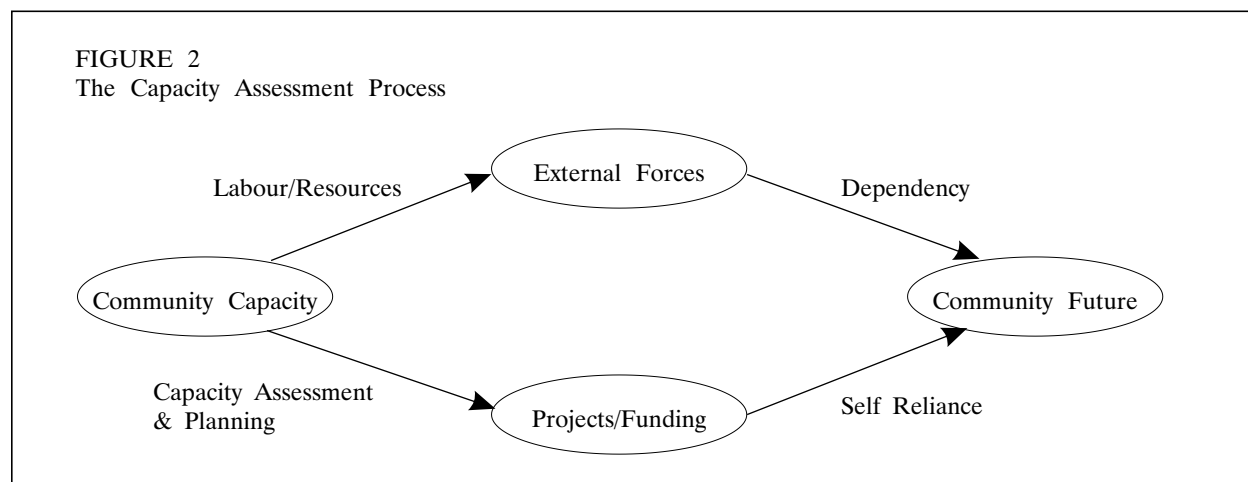 FIGURE 2
The Capacity Assessment Process
External Forces
Labour/Resources
Dependency
Community Capacity
Community Future
Capacity Assessment
& Planning
Projects/Funding
Self Reliance